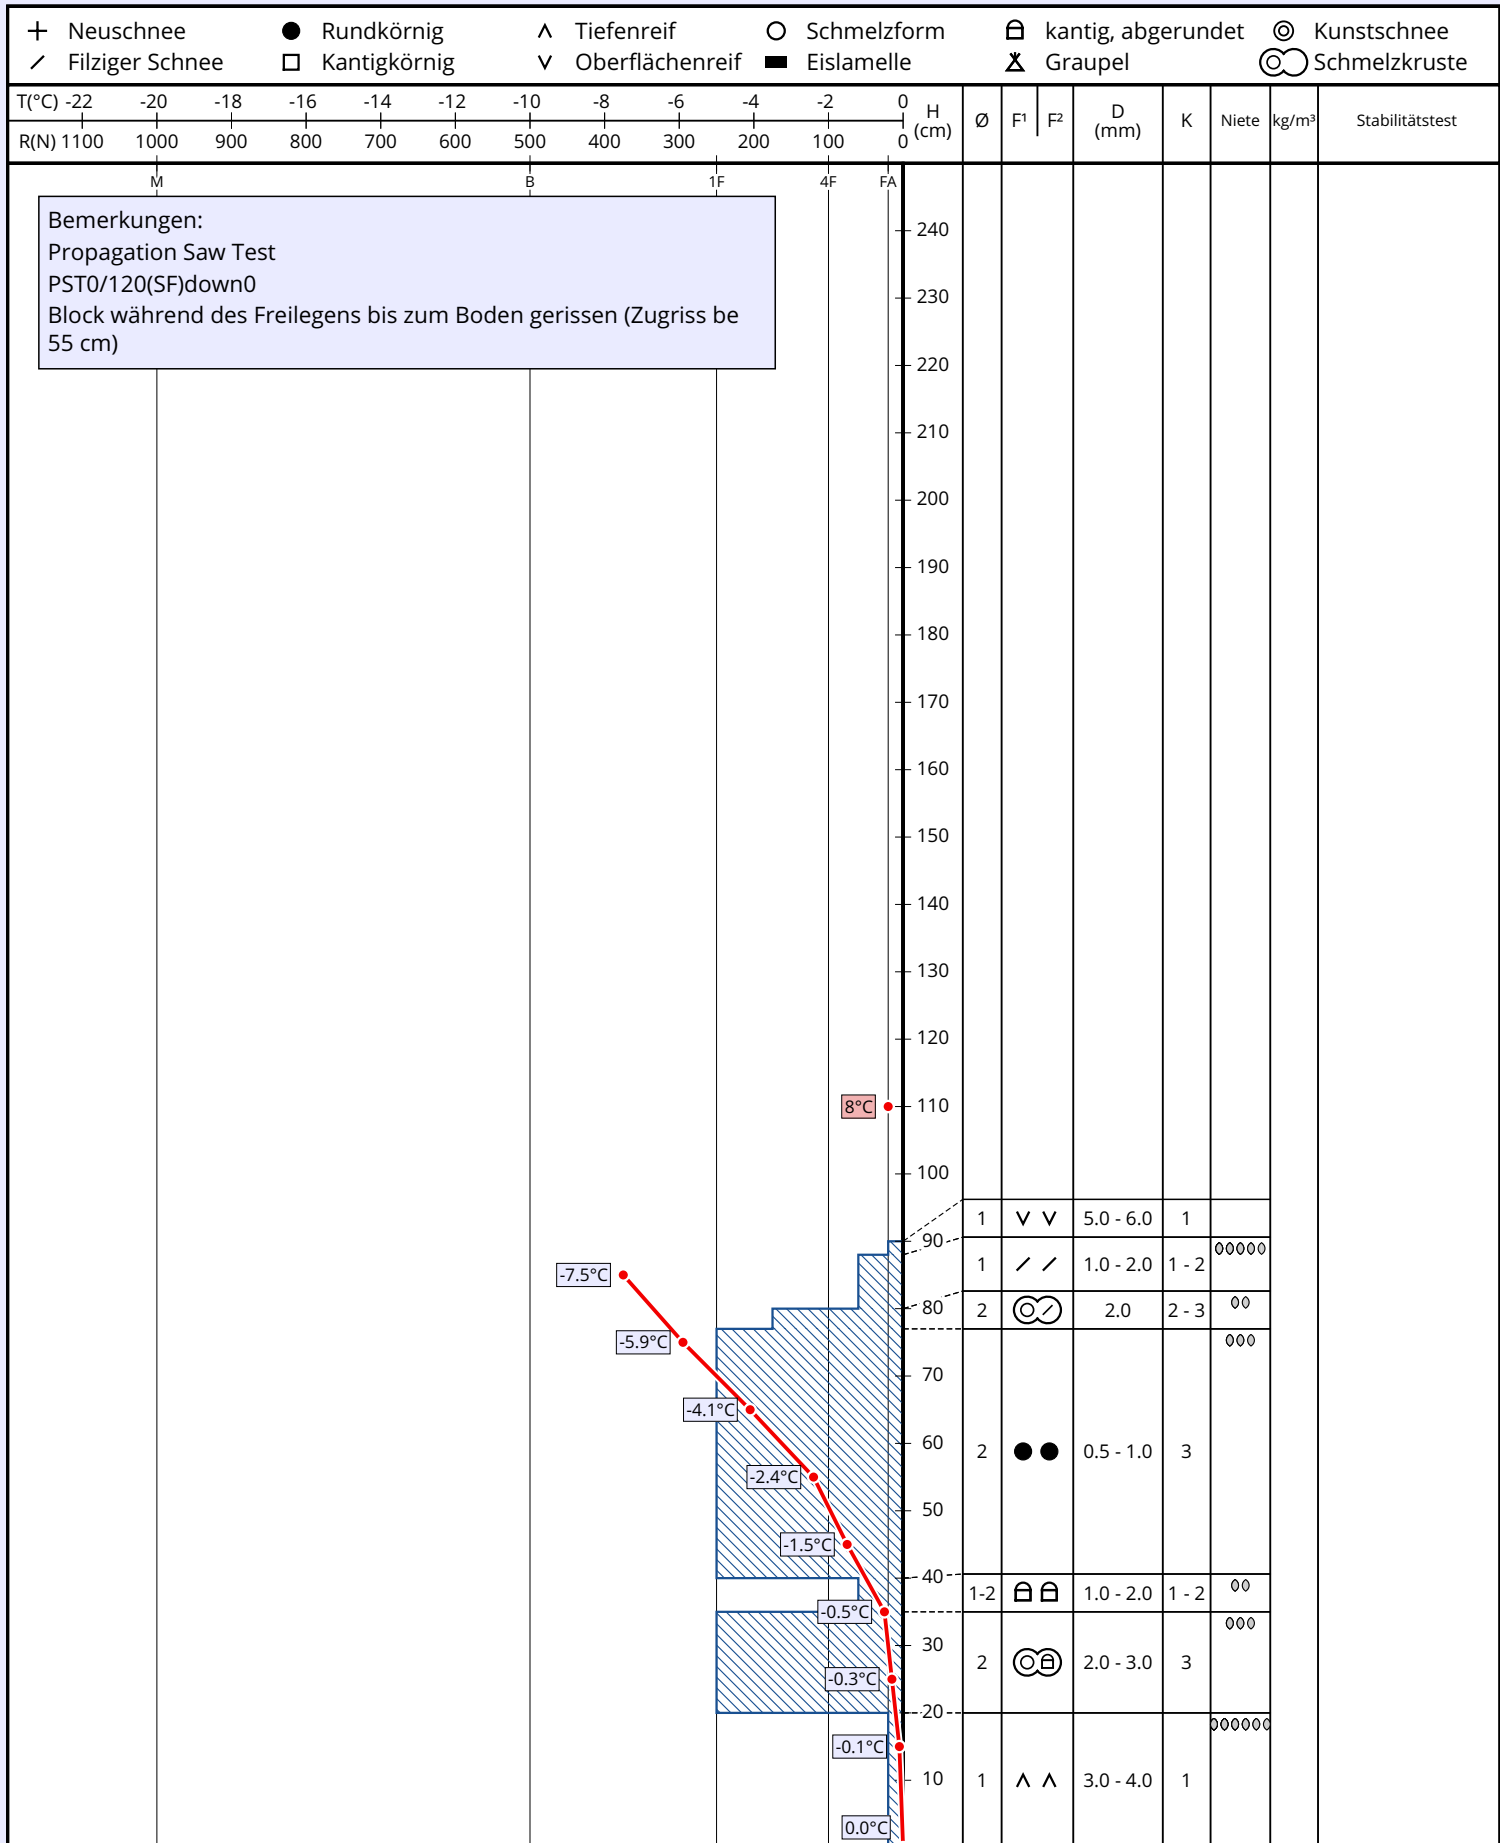 Neuschnee Rundkörnig Tiefenreif Schmelzform kantig, abgerundet Kunstschnee
Filziger Schnee Kantigkörnig Oberflächenreif Eislamelle Graupel Schmelzkruste
T(°C) -22 -20 -18 -16 -14 -12 -10 -8 -6 -4 -2 0
R(N) 1100 1000 900 800 700 600 500 400 300 200 100 0
H (cm) Ø F¹ F² D (mm) K Niete kg/m³ Stabilitätstest
M B 1F 4F FA
Bemerkungen:
Propagation Saw Test
PST0/120(SF)down0
Block während des Freilegens bis zum Boden gerissen (Zugriss be
55 cm)
240
230
220
210
200
190
180
170
160
150
140
130
120
8°C 110
100
1 5.0 - 6.0 1
90
1 1.0 - 2.0 1 - 2
-7.5°C
80 2 2.0 2 - 3
-5.9°C
70
-4.1°C
60 2 0.5 - 1.0 3
-2.4°C
50
-1.5°C
40
1-2 1.0 - 2.0 1 - 2
-0.5°C
30
2 2.0 - 3.0 3
-0.3°C
20
-0.1°C
10 1 3.0 - 4.0 1
0.0°C